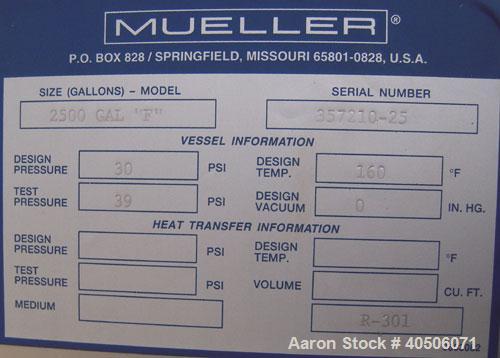 MUELLER®
P.O. BOX 828 / SPRINGFIELD, MISSOURI 65801-0828, U.S.A.
SIZE (GALLONS) - MODEL SERIAL NUMBER
2500 GAL "F" 357210-25
VESSEL INFORMATION
DESIGN PRESSURE 30 PSI DESIGN TEMP. 160 °F
TEST PRESSURE 39 PSI DESIGN VACUUM 0 IN. HG.
HEAT TRANSFER INFORMATION
DESIGN PRESSURE PSI DESIGN TEMP. °F
TEST PRESSURE PSI VOLUME CU. FT.
MEDIUM R-301
Aaron Stock # 40506071